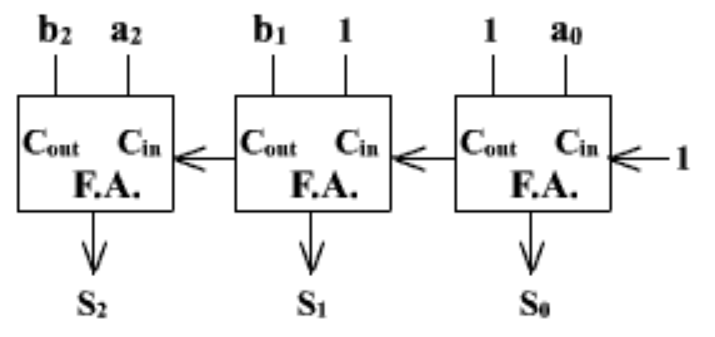 b₂ a₂ b₁ 1 1 a₀
Cout Cin Cout Cin Cout Cin 1
F.A. F.A. F.A.
S₂ S₁ S₀